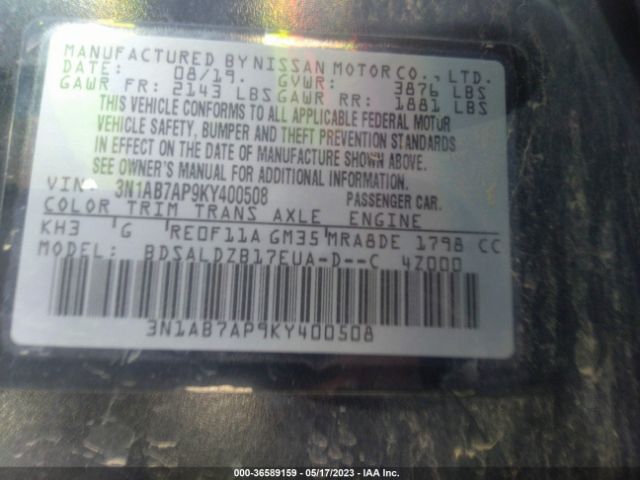 MANUFACTURED BY NISSAN MOTOR CO., LTD.
DATE: 08/19. GVWR: 3876 LBS
GAWR FR: 2143 LBS GAWR RR: 1881 LBS
THIS VEHICLE CONFORMS TO ALL APPLICABLE FEDERAL MOTOR
VEHICLE SAFETY, BUMPER AND THEFT PREVENTION STANDARDS
IN EFFECT ON THE DATE OF MANUFACTURE SHOWN ABOVE.
SEE OWNER'S MANUAL FOR ADDITIONAL INFORMATION
VIN 3N1AB7AP9KY400508 PASSENGER CAR.
COLOR TRIM TRANS AXLE ENGINE
KH3 G RE0F11A GM35 MRA8DE 1798 CC
MODEL: BDSALDZB17EUA-D--C 4Z000
3N1AB7AP9KY400508
000-36589159 — 05/17/2023 — IAA Inc.